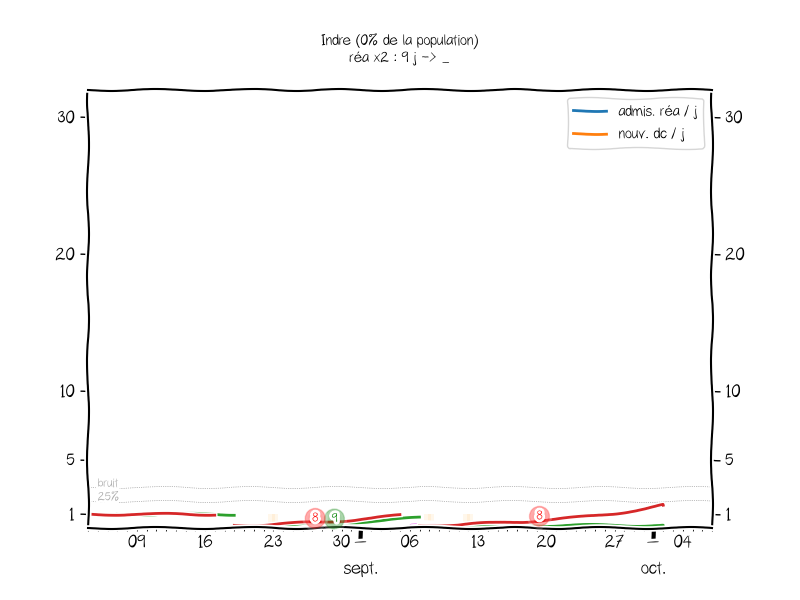 Indre (0% de la population)
réa x2 : 9 j -> _
admis. réa / j
nouv. dc / j
30 30
20 20
10 10
5 5
bruit
25%
1 1
8 9 8
09 16 23 30 06 13 20 27 04
sept. oct.